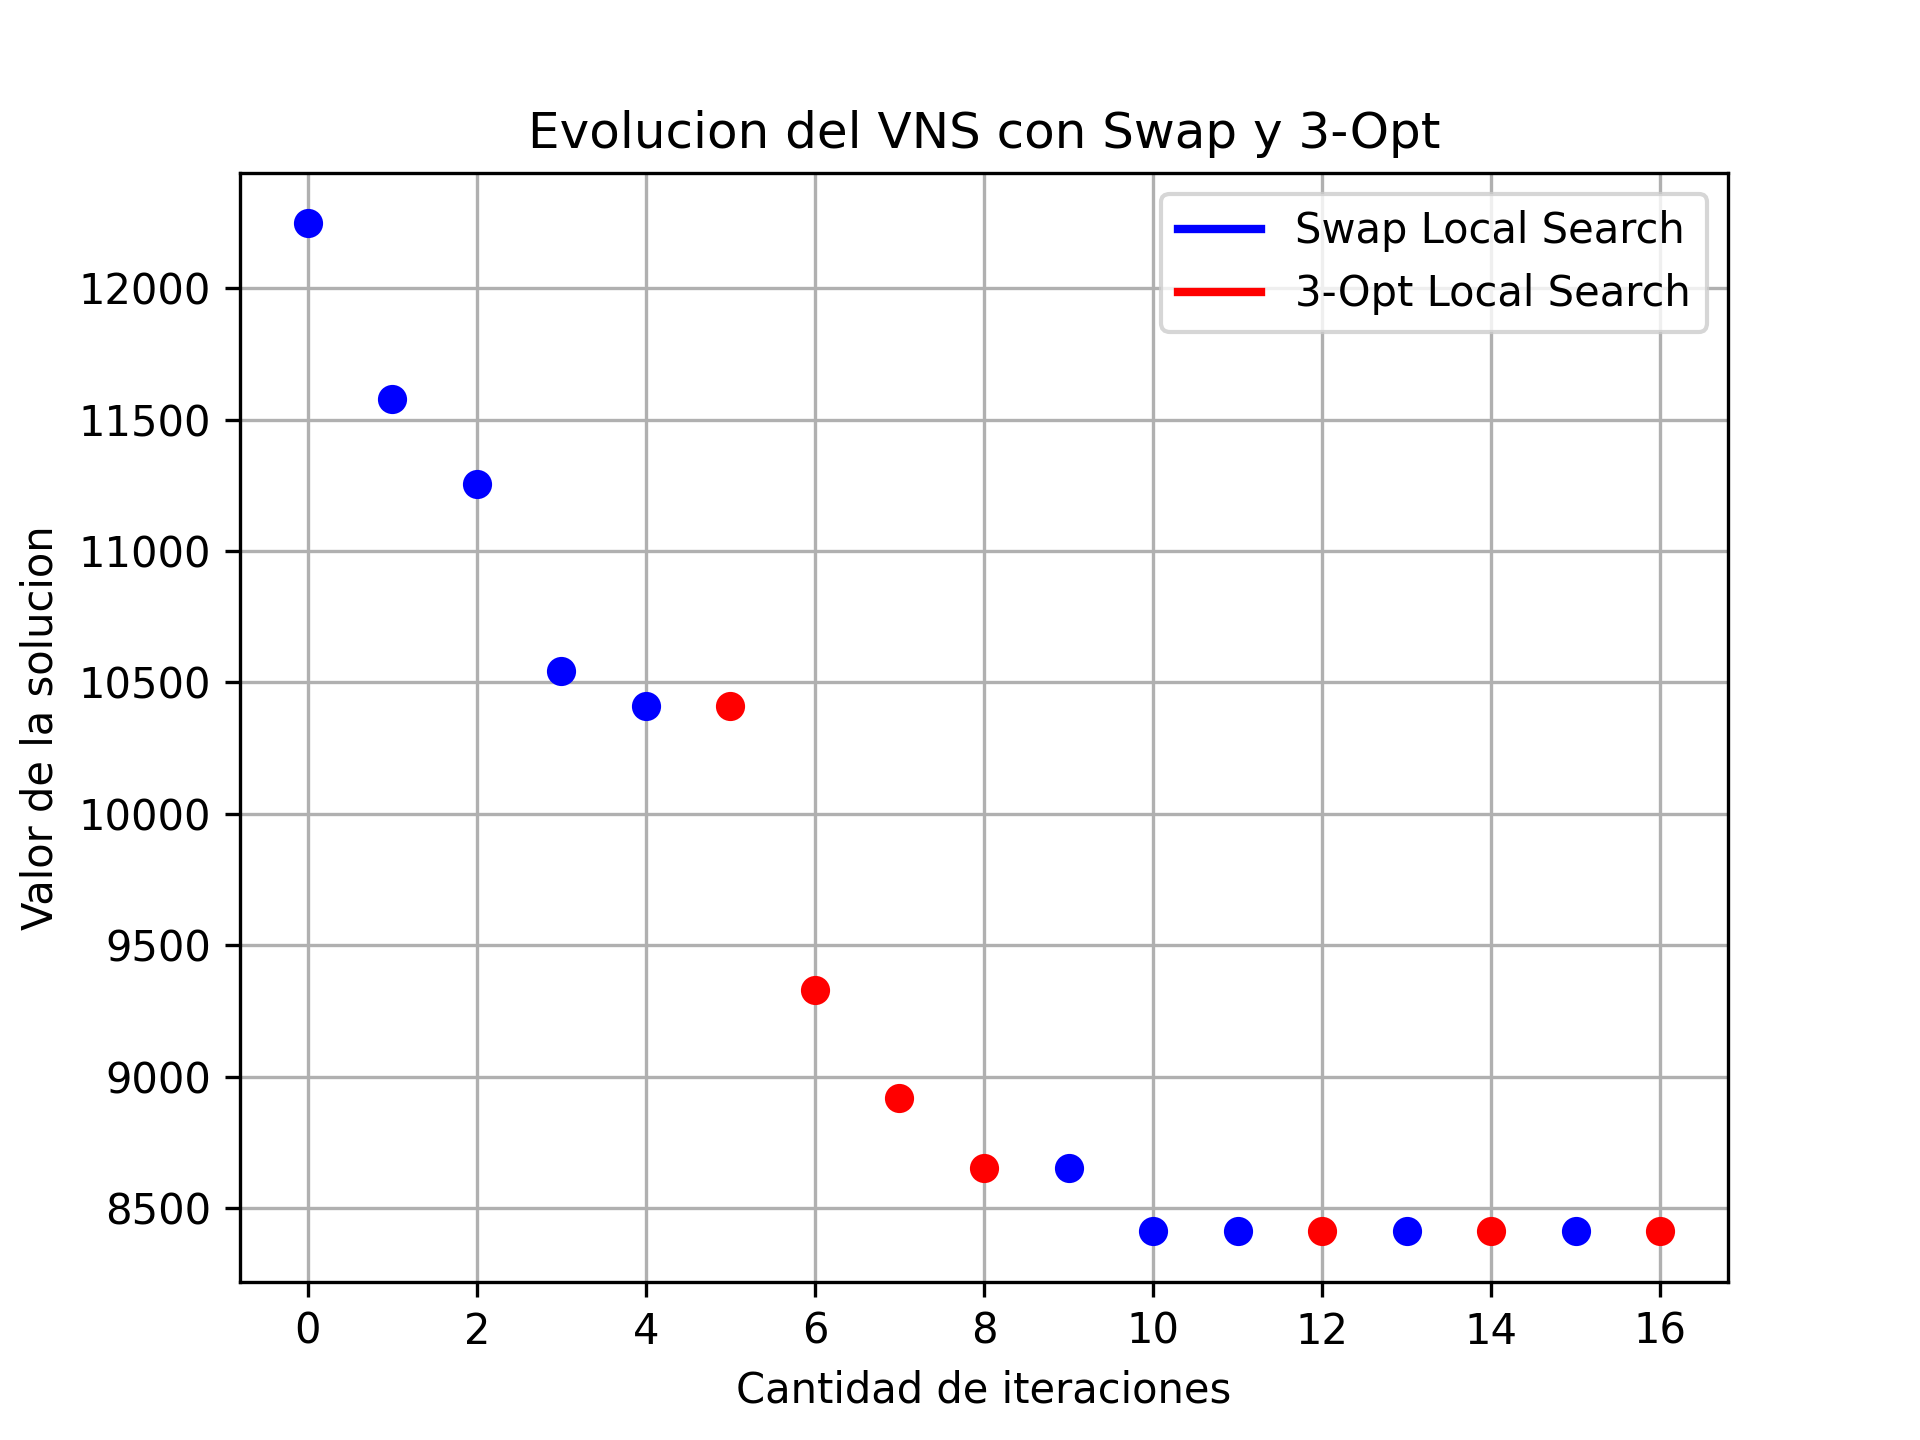 Evolucion del VNS con Swap y 3-Opt
Swap Local Search
3-Opt Local Search
Valor de la solucion
12000
11500
11000
10500
10000
9500
9000
8500
0 2 4 6 8 10 12 14 16
Cantidad de iteraciones